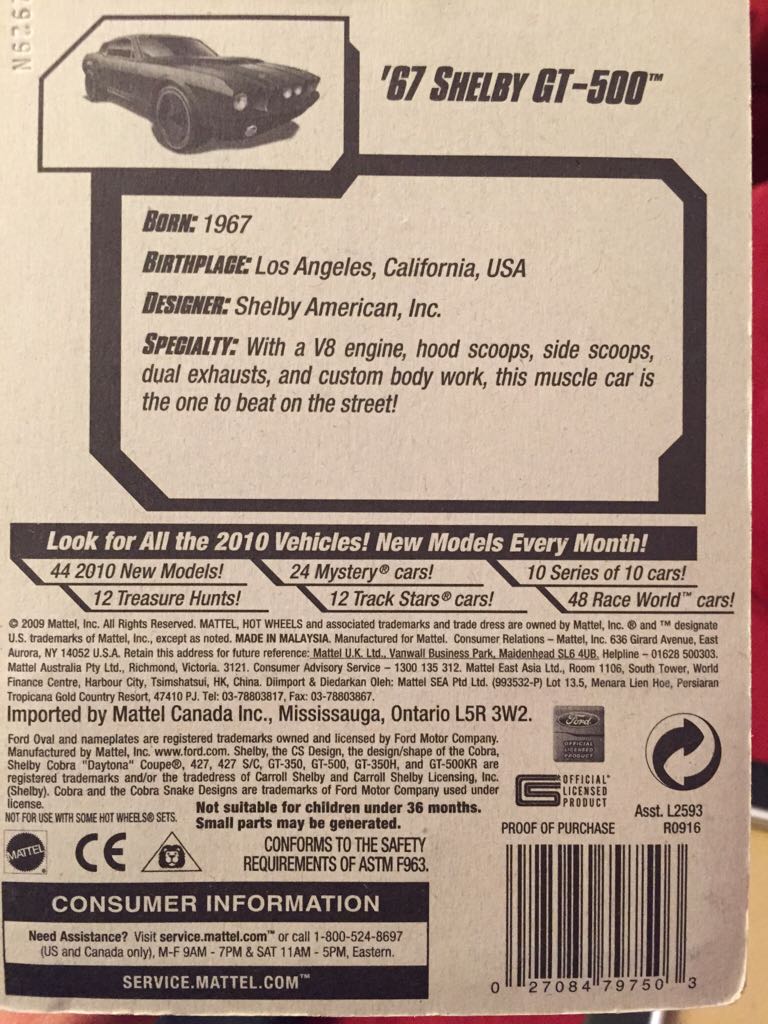 '67 SHELBY GT-500™
BORN: 1967
BIRTHPLACE: Los Angeles, California, USA
DESIGNER: Shelby American, Inc.
SPECIALTY: With a V8 engine, hood scoops, side scoops,
dual exhausts, and custom body work, this muscle car is
the one to beat on the street!
Look for All the 2010 Vehicles! New Models Every Month!
44 2010 New Models! 24 Mystery® cars! 10 Series of 10 cars!
12 Treasure Hunts! 12 Track Stars® cars! 48 Race World™ cars!
© 2009 Mattel, Inc. All Rights Reserved. MATTEL, HOT WHEELS and associated trademarks and trade dress are owned by Mattel, Inc. ® and ™ designate
U.S. trademarks of Mattel, Inc., except as noted. MADE IN MALAYSIA. Manufactured for Mattel. Consumer Relations – Mattel, Inc. 636 Girard Avenue, East
Aurora, NY 14052 U.S.A. Retain this address for future reference: Mattel U.K. Ltd., Vanwall Business Park, Maidenhead SL6 4UB. Helpline – 01628 500303.
Mattel Australia Pty Ltd., Richmond, Victoria. 3121. Consumer Advisory Service – 1300 135 312. Mattel East Asia Ltd., Room 1106, South Tower, World
Finance Centre, Harbour City, Tsimshatsui, HK, China. Diimport & Diedarkan Oleh: Mattel SEA Ptd Ltd. (993532-P) Lot 13.5, Menara Lien Hoe, Persiaran
Tropicana Gold Country Resort, 47410 PJ. Tel: 03-78803817, Fax: 03-78803867.
Imported by Mattel Canada Inc., Mississauga, Ontario L5R 3W2.
Ford Oval and nameplates are registered trademarks owned and licensed by Ford Motor Company.
Manufactured by Mattel, Inc. www.ford.com. Shelby, the CS Design, the design/shape of the Cobra,
Shelby Cobra "Daytona" Coupe®, 427, 427 S/C, GT-350, GT-500, GT-350H, and GT-500KR are
registered trademarks and/or the tradedress of Carroll Shelby and Carroll Shelby Licensing, Inc.
(Shelby). Cobra and the Cobra Snake Designs are trademarks of Ford Motor Company used under
license.
Ford
OFFICIAL
LICENSED
PRODUCT
OFFICIAL
LICENSED
PRODUCT
Asst. L2593
R0916
NOT FOR USE WITH SOME HOT WHEELS® SETS.
Not suitable for children under 36 months.
Small parts may be generated.
PROOF OF PURCHASE
MATTEL
CE
CONFORMS TO THE SAFETY
REQUIREMENTS OF ASTM F963.
CONSUMER INFORMATION
Need Assistance? Visit service.mattel.com™ or call 1-800-524-8697
(US and Canada only), M-F 9AM - 7PM & SAT 11AM - 5PM, Eastern.
SERVICE.MATTEL.COM™
0 27084 79750 3